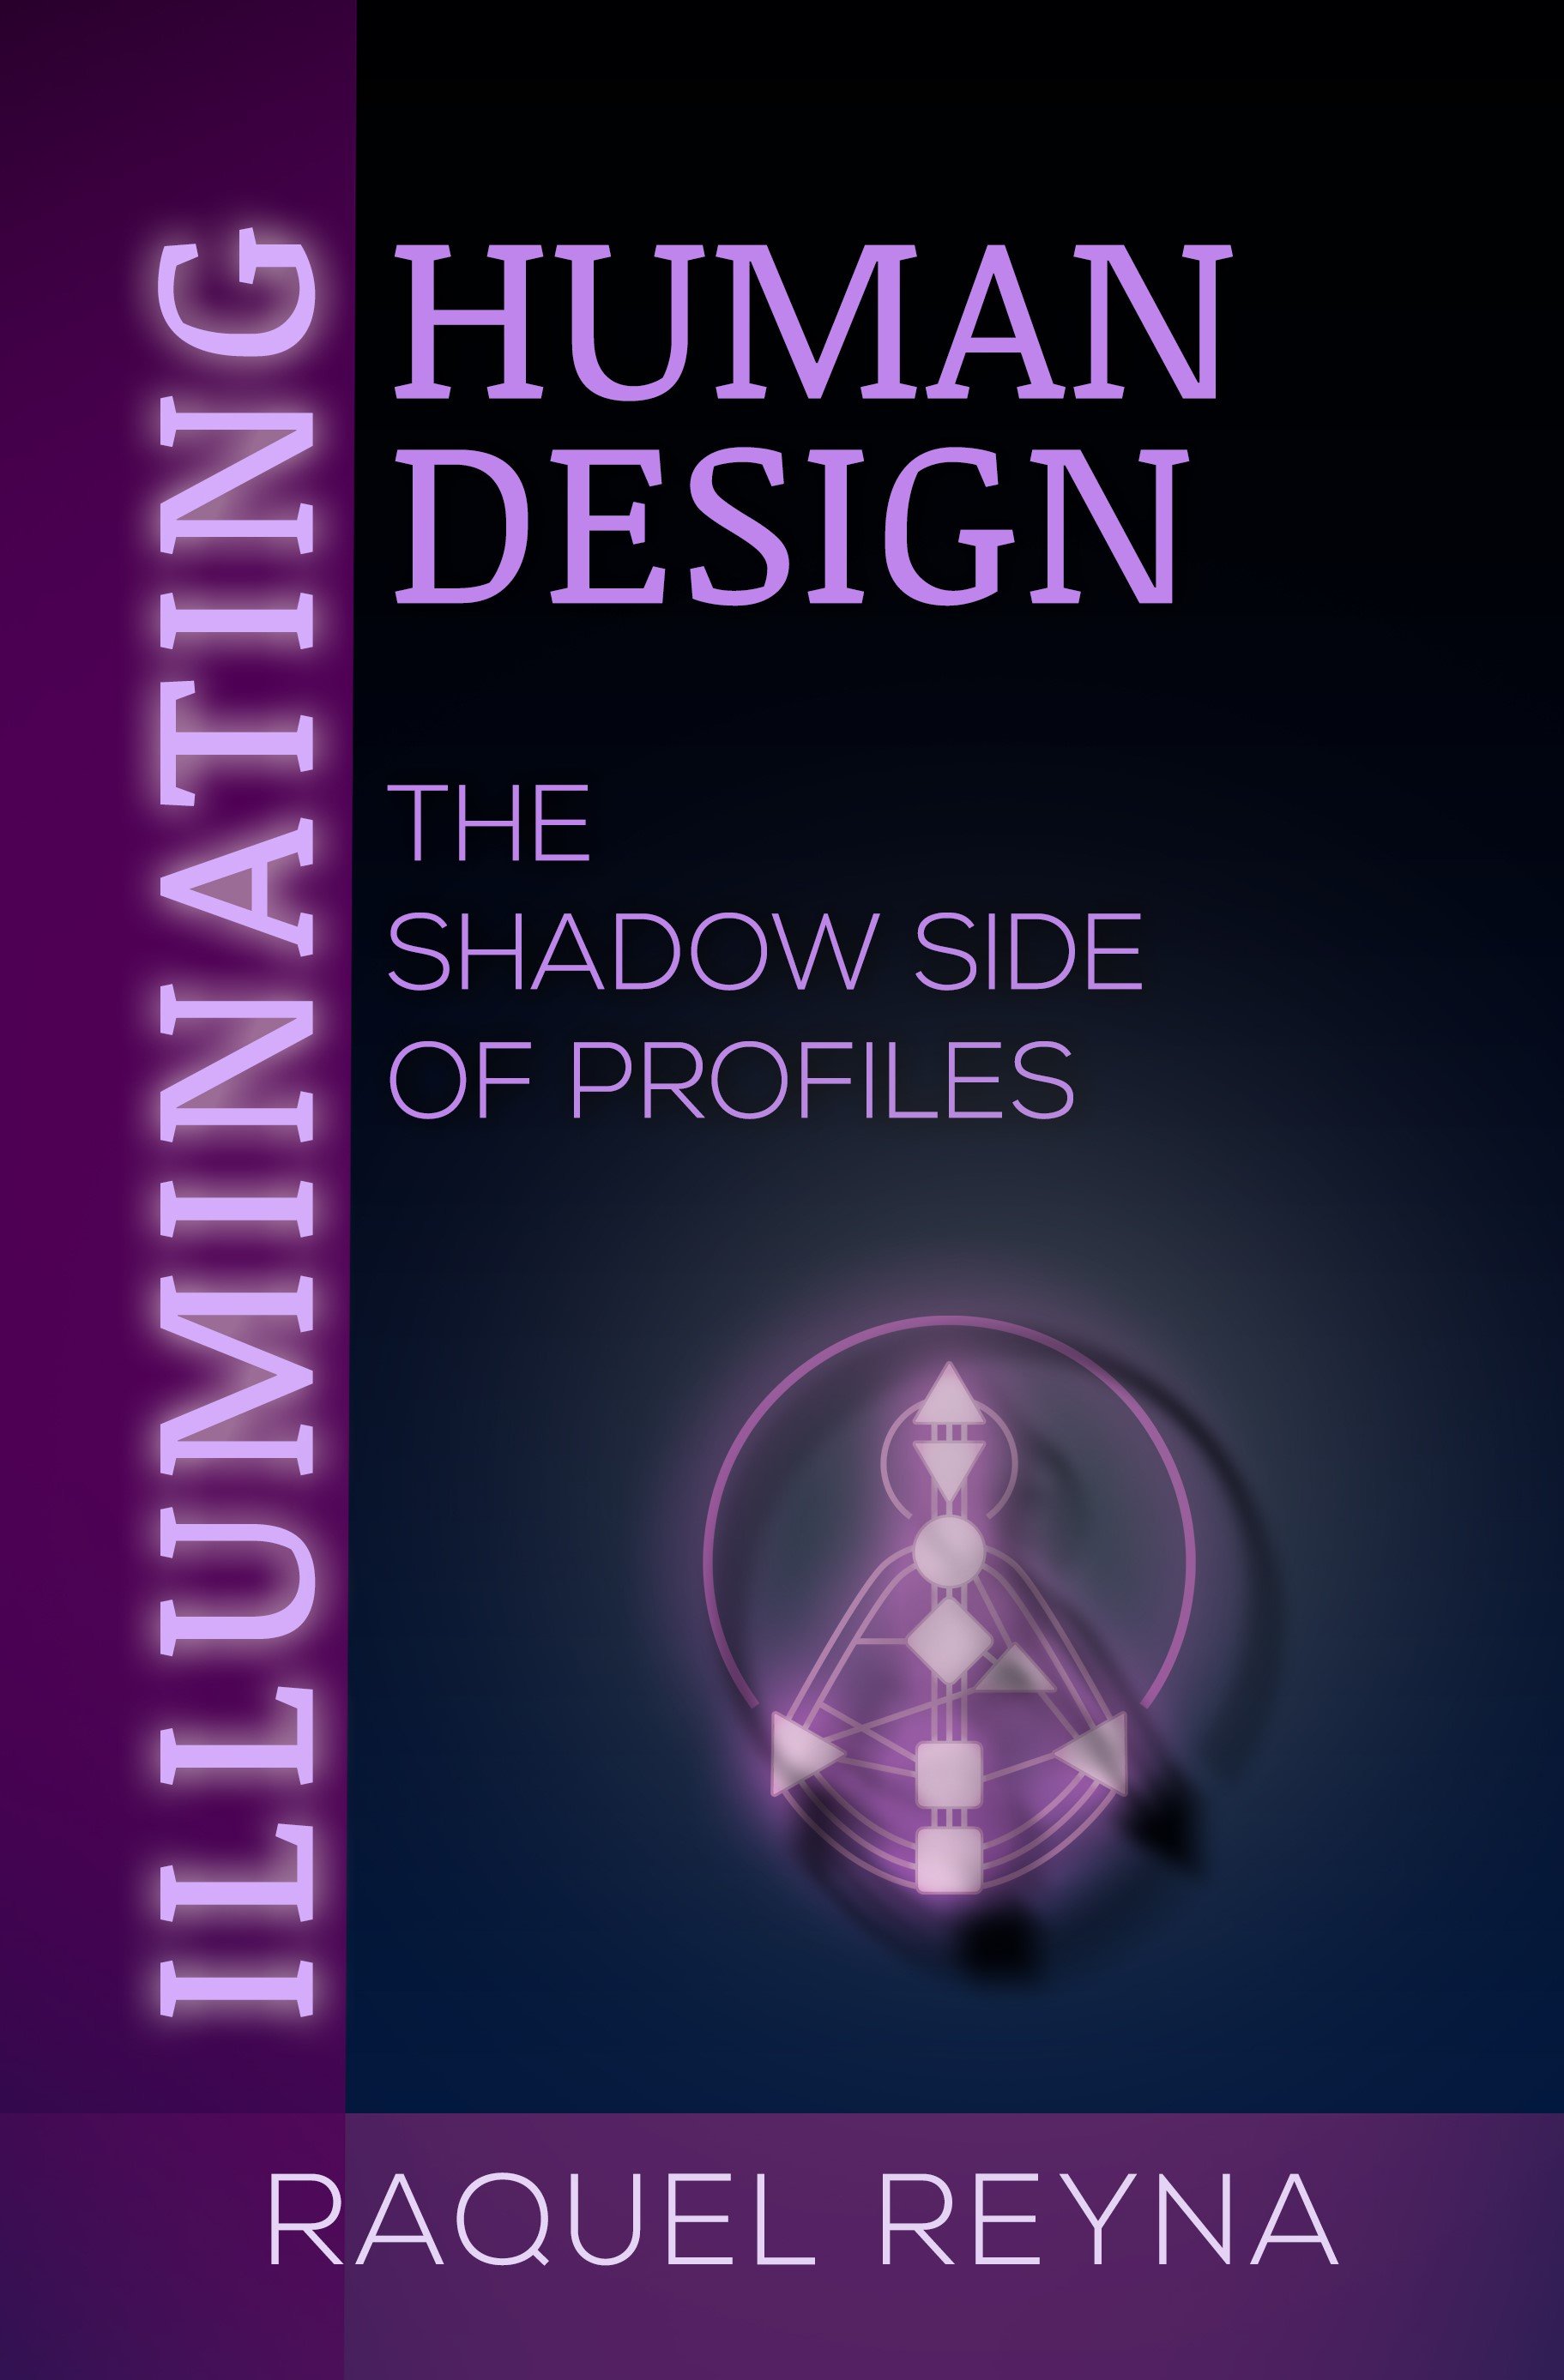 ILLUMINATING
HUMAN
DESIGN
THE
SHADOW SIDE
OF PROFILES
RAQUEL REYNA